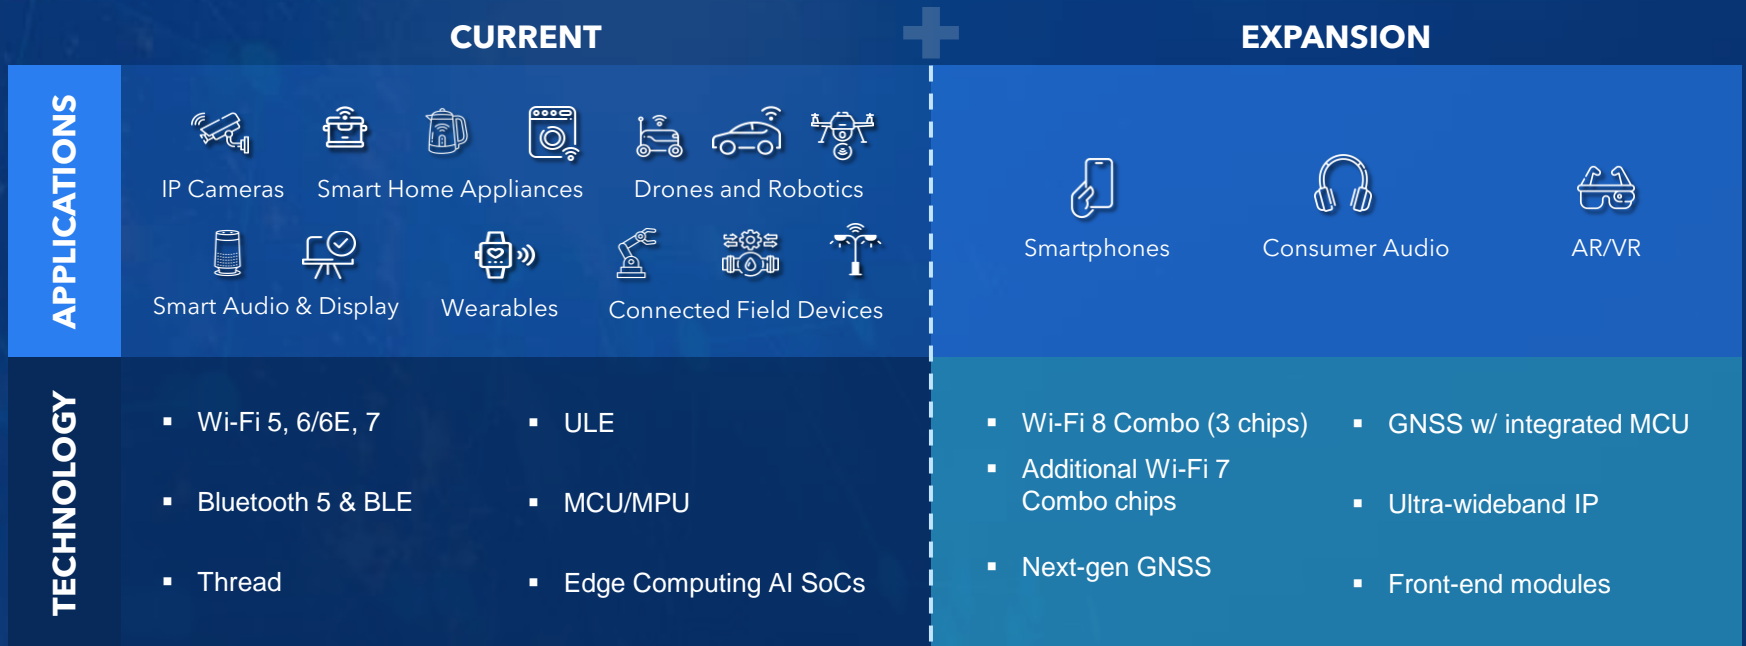 CURRENT
EXPANSION
APPLICATIONS
IP Cameras
Smart Home Appliances
Drones and Robotics
Smart Audio & Display
Wearables
Connected Field Devices
Smartphones
Consumer Audio
AR/VR
TECHNOLOGY
▪ Wi-Fi 5, 6/6E, 7
▪ Bluetooth 5 & BLE
▪ Thread
▪ ULE
▪ MCU/MPU
▪ Edge Computing AI SoCs
▪ Wi-Fi 8 Combo (3 chips)
▪ Additional Wi-Fi 7
Combo chips
▪ Next-gen GNSS
▪ GNSS w/ integrated MCU
▪ Ultra-wideband IP
▪ Front-end modules